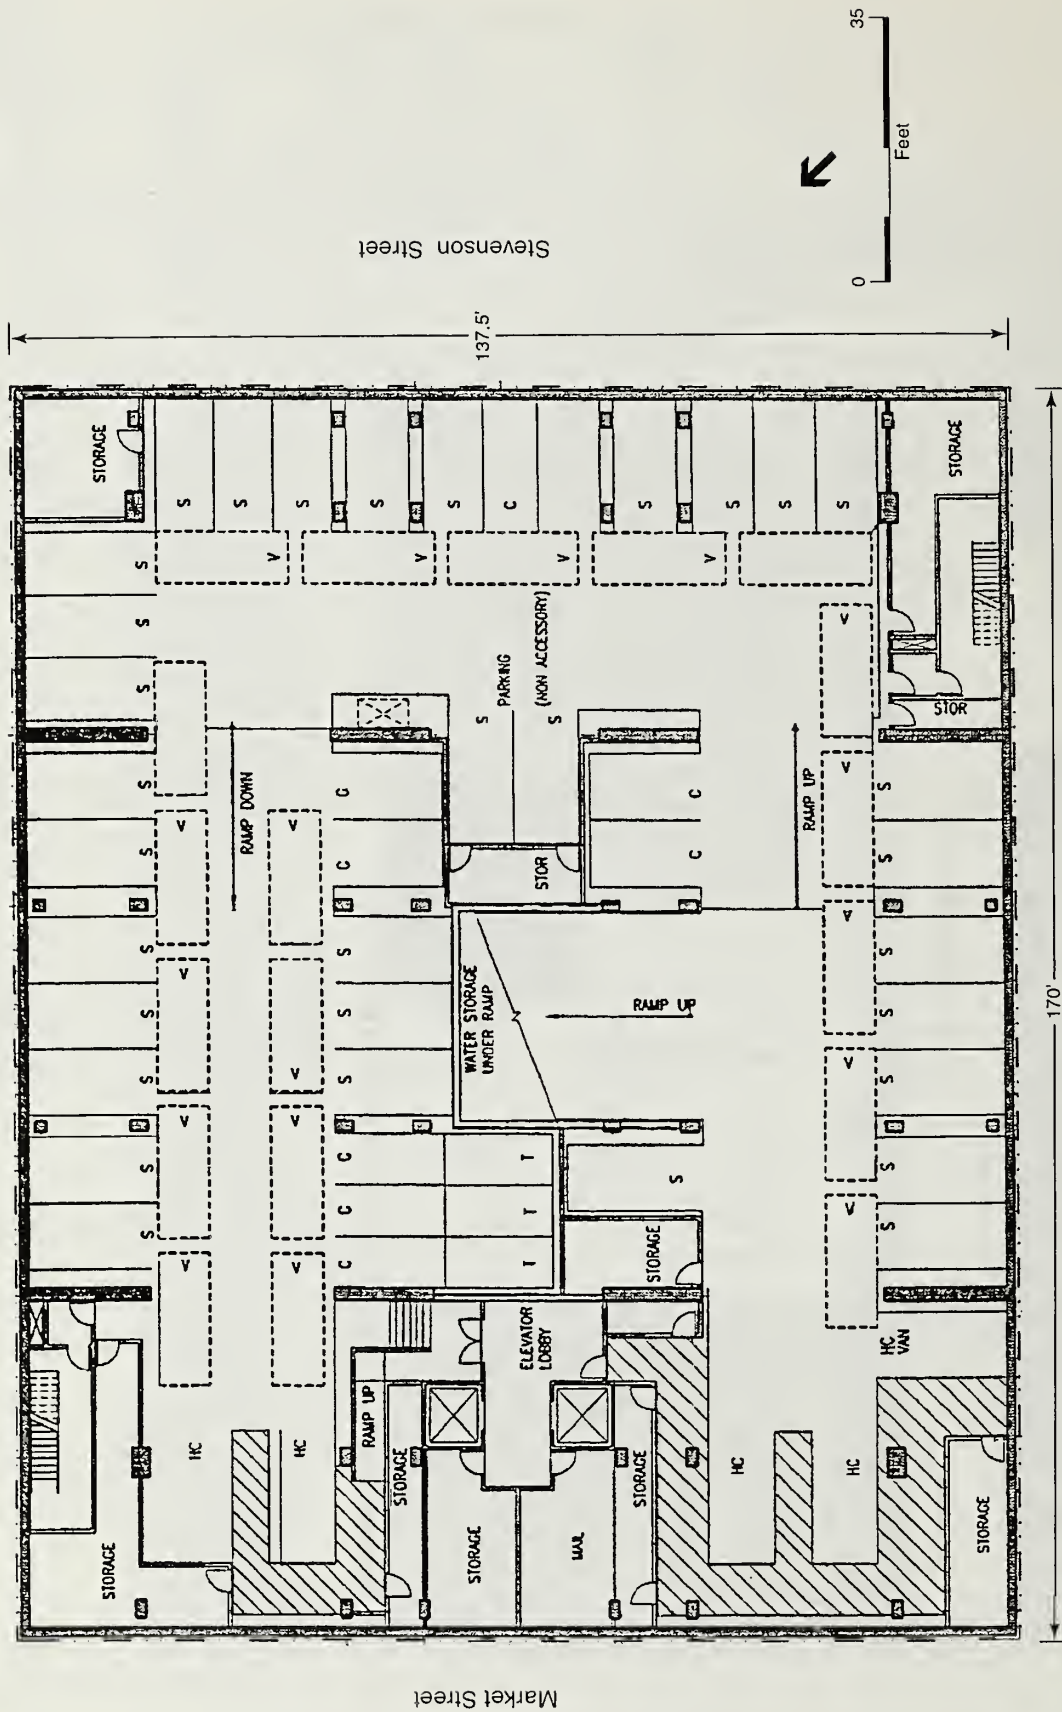 35
Feet
0
Stevenson Street
137.5'
STORAGE
STORAGE
S
S
S
S
S
C
S
S
S
S
V
V
V
V
S
S
S
V
S
PARKING
(NON ACCESSORY)
S
STOR
S
S
RAMP DOWN
V
V
C
C
STOR
C
C
RAMP UP
V
S
S
S
S
S
V
V
S
S
S
WATER STORAGE
UNDER RAMP
RAMP UP
V
V
S
S
S
170'
S
S
V
V
C
C
C
T
T
T
S
STORAGE
V
S
S
V
V
ELEVATOR
LOBBY
HC
VAN
RAMP UP
HC
HC
HC
HC
STORAGE
STORAGE
STORAGE
MAIL
STORAGE
STORAGE
Market Street